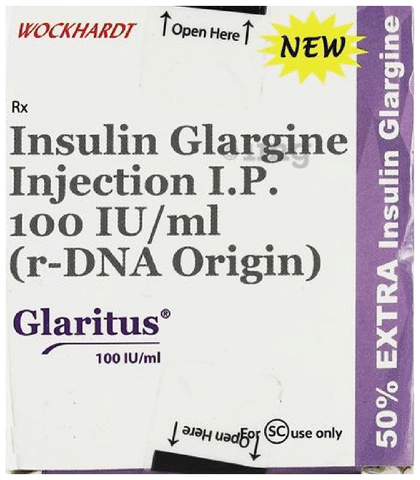 WOCKHARDT
Open Here
NEW
Rx
Insulin Glargine
Injection I.P.
100 IU/ml
(r-DNA Origin)
Glaritus®
100 IU/ml
Open Here
For SC use only
50% EXTRA Insulin Glargine